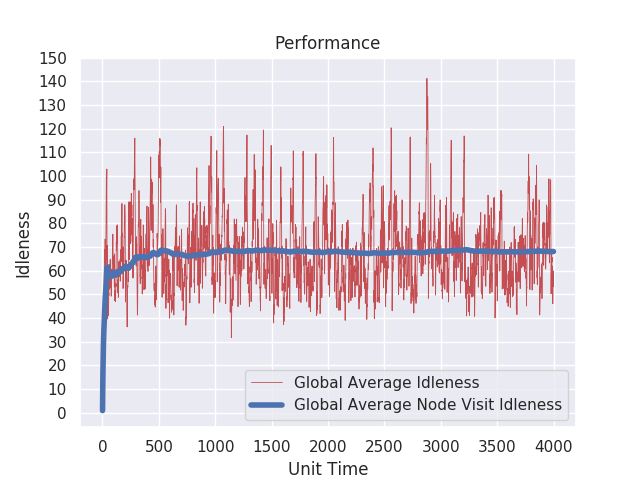 Performance
150
140
130
120
110
100
90
80
70
60
50
40
30
20
10
0
Idleness
Global Average Idleness
Global Average Node Visit Idleness
0 500 1000 1500 2000 2500 3000 3500 4000
Unit Time